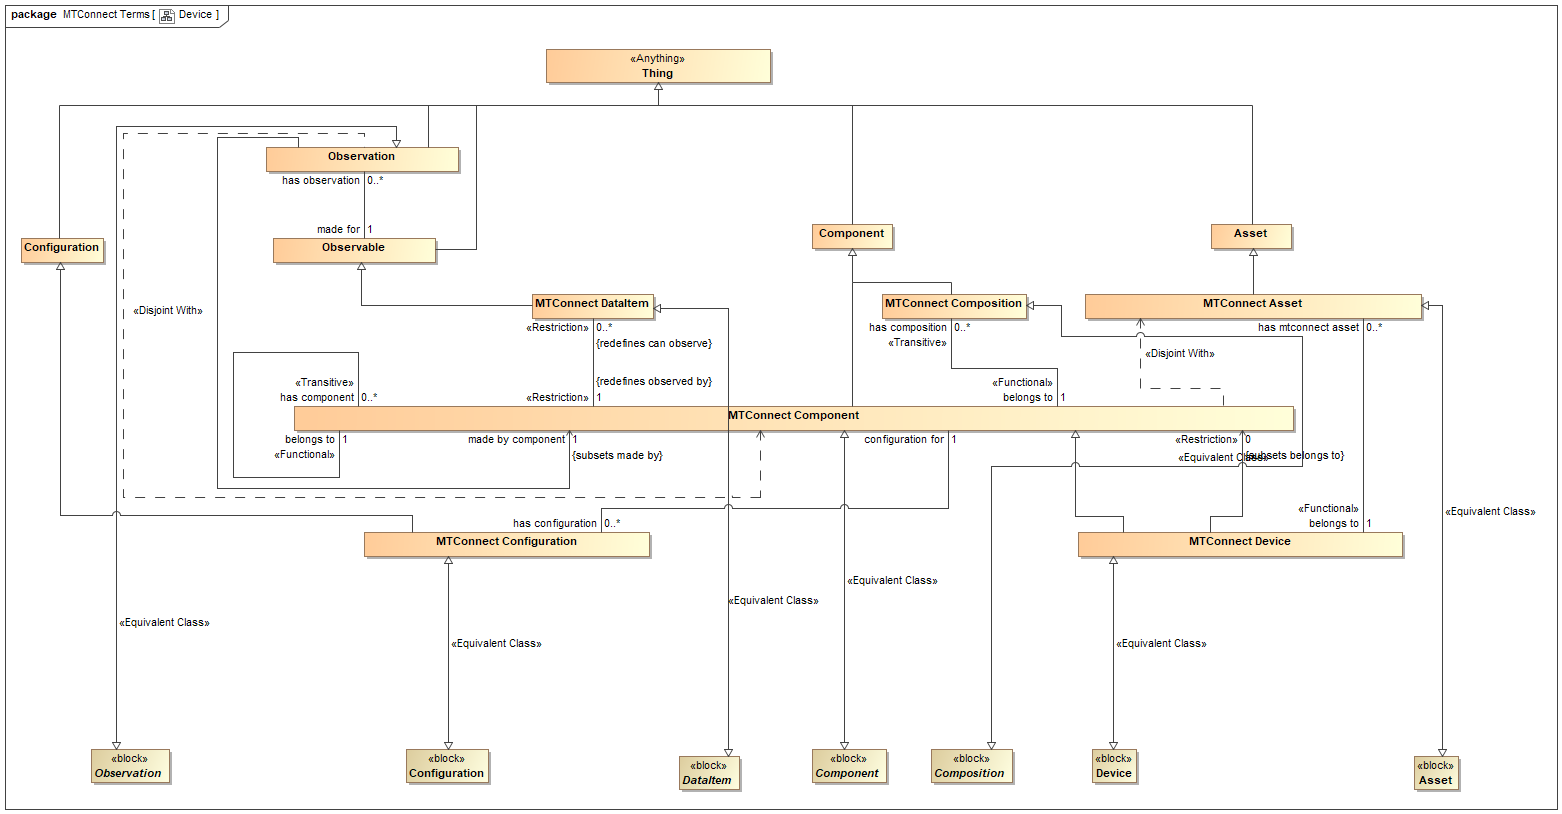 package MTConnect Terms [ Device ]
«Anything»
Thing
Observation
has observation 0..*
made for 1
Configuration
Observable
Component
Asset
«Disjoint With»
MTConnect DataItem
«Restriction» 0..*
{redefines can observe}
MTConnect Composition
has composition 0..*
«Transitive»
MTConnect Asset
has mtconnect asset 0..*
«Disjoint With»
«Transitive»
has component 0..*
{redefines observed by}
«Restriction» 1
«Functional»
belongs to 1
MTConnect Component
belongs to 1
«Functional»
made by component 1
{subsets made by}
configuration for 1
«Restriction» 0
{subsets belongs to}
«Equivalent Class»
has configuration 0..*
«Functional»
belongs to 1
«Equivalent Class»
MTConnect Configuration
MTConnect Device
«Equivalent Class»
«Equivalent Class»
«Equivalent Class»
«Equivalent Class»
«Equivalent Class»
«block»
Observation
«block»
Configuration
«block»
DataItem
«block»
Component
«block»
Composition
«block»
Device
«block»
Asset